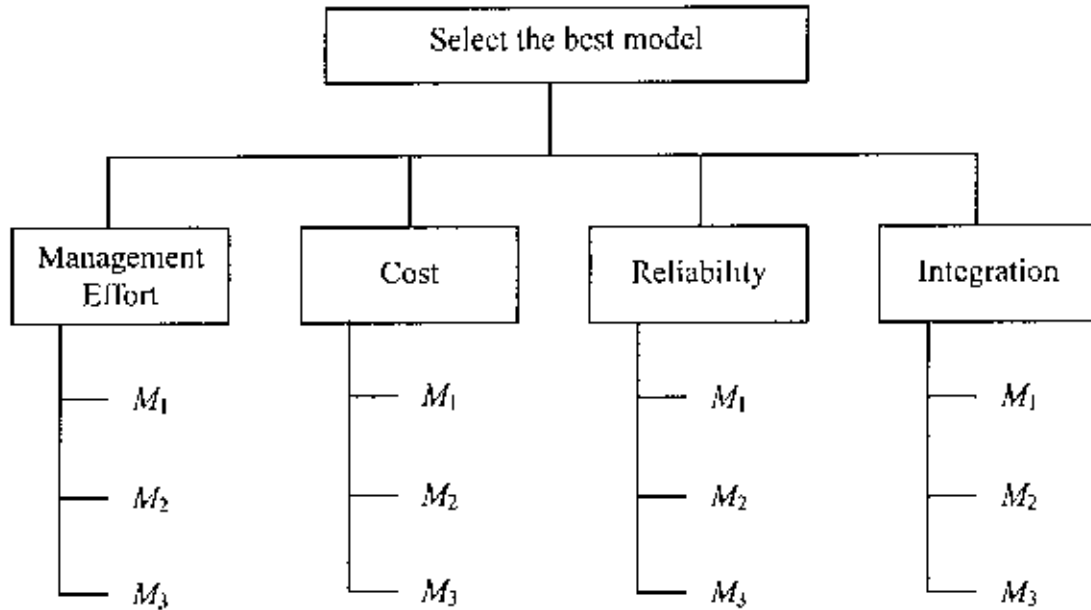 Select the best model
Management
Effort
Cost
Reliability
Integration
M₁
M₁
M₁
M₁
M₂
M₂
M₂
M₂
M₃
M₃
M₃
M₃